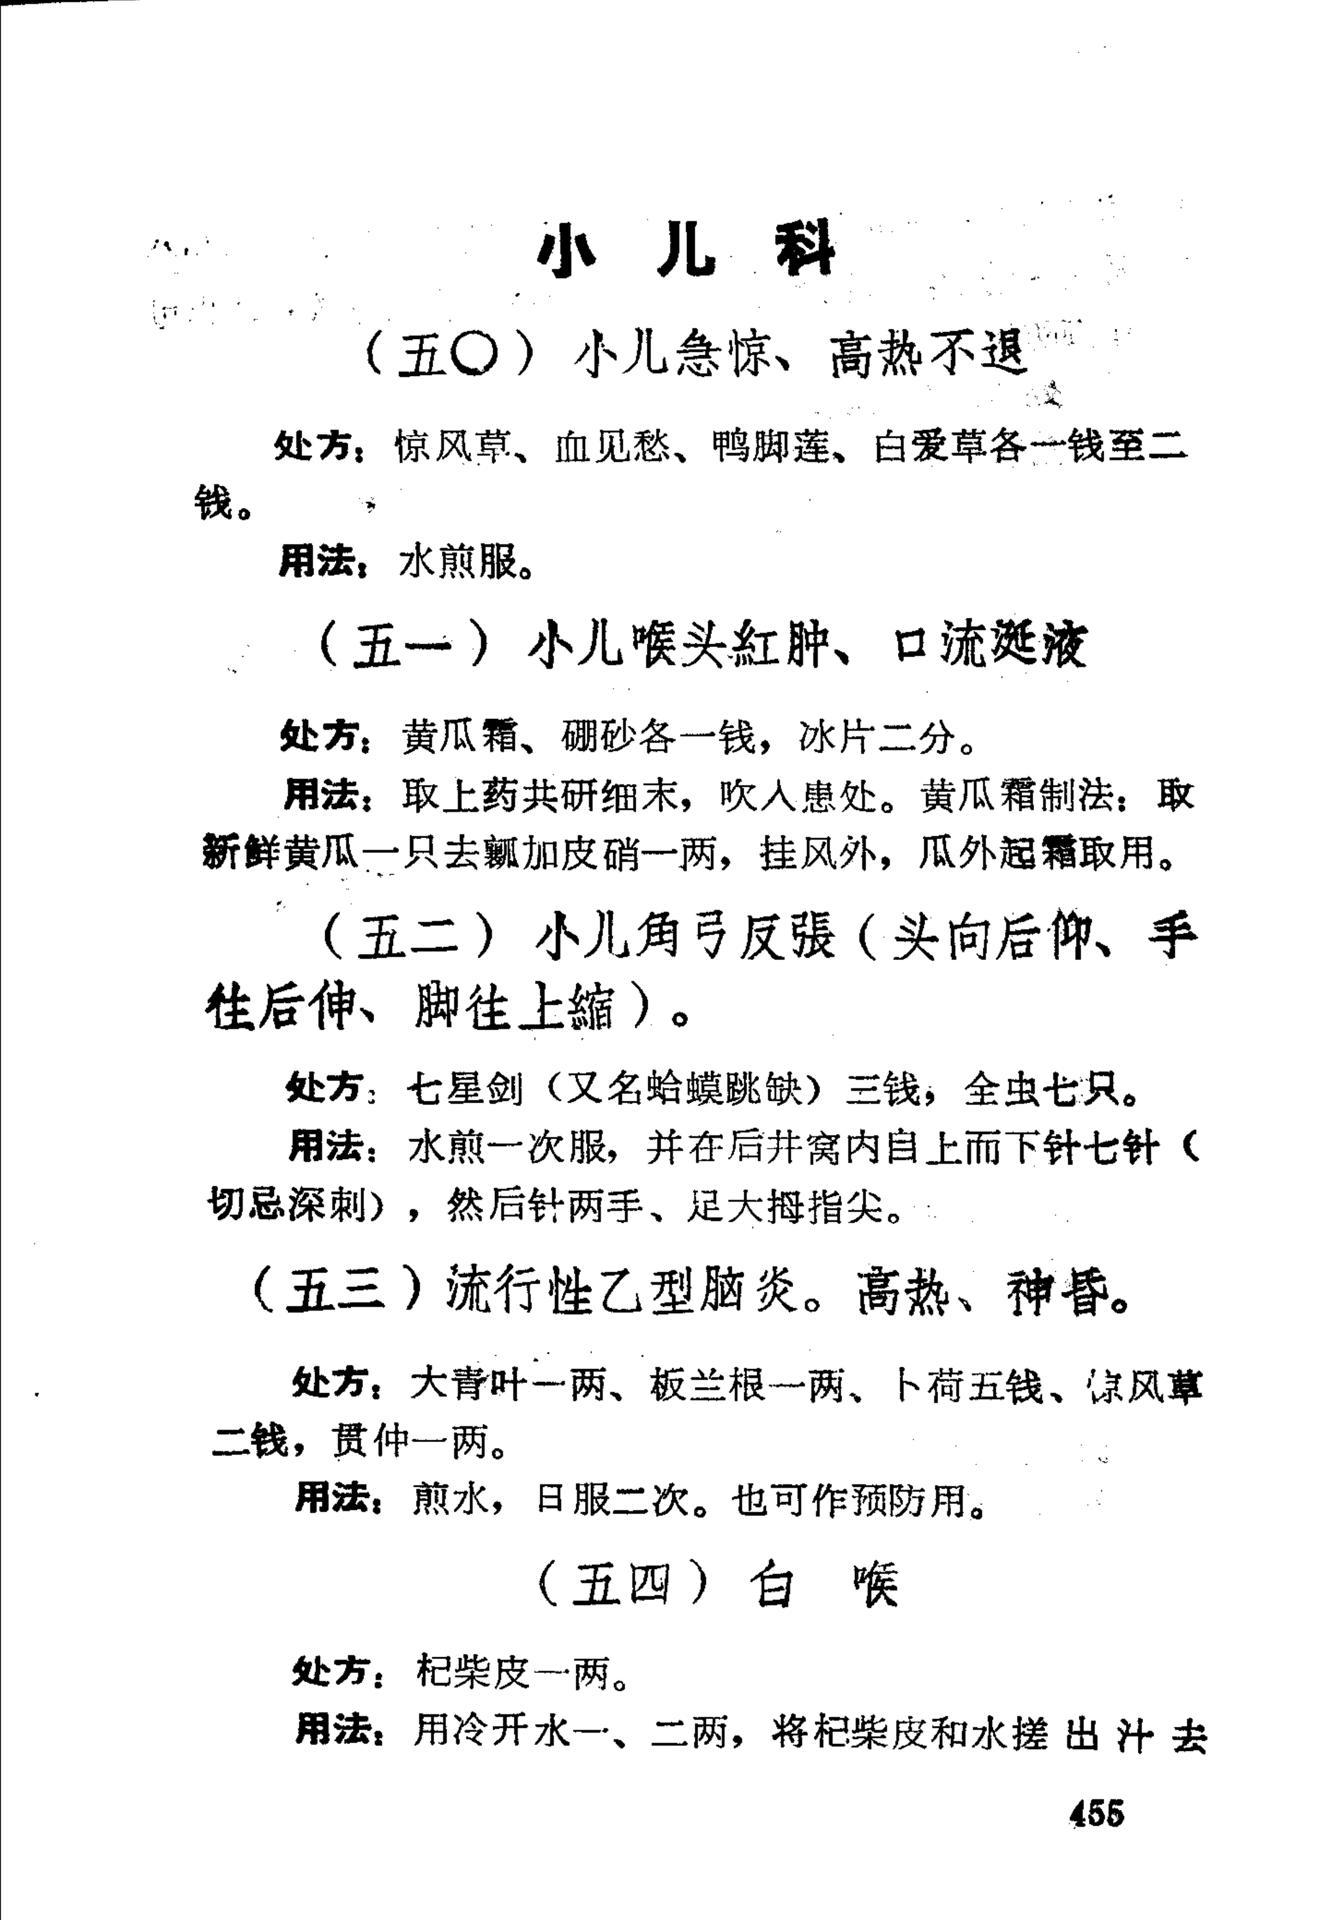 小儿科
（五〇）小儿急惊、高热不退
处方：惊风草、血见愁、鸭脚莲、白爱草各一钱至二
钱。
用法：水煎服。
（五一）小儿喉头紅肿、口流涎液
处方：黄瓜霜、硼砂各一钱，冰片二分。
用法：取上药共研细末，吹入患处。黄瓜霜制法：取
新鲜黄瓜一只去瓤加皮硝一两，挂风外，瓜外起霜取用。
（五二）小儿角弓反張（头向后仰、手
往后伸、脚往上縮）。
处方：七星剑（又名蛤蟆跳缺）三钱，全虫七只。
用法：水煎一次服，并在后井窝内自上而下针七针（
切忌深刺），然后针两手、足大拇指尖。
（五三）流行性乙型脑炎。高热、神昏。
处方：大青叶一两、板兰根一两、卜荷五钱、惊风草
二钱，贯仲一两。
用法：煎水，日服二次。也可作预防用。
（五四）白喉
处方：杞柴皮一两。
用法：用冷开水一、二两，将杞柴皮和水搓出汁去
455